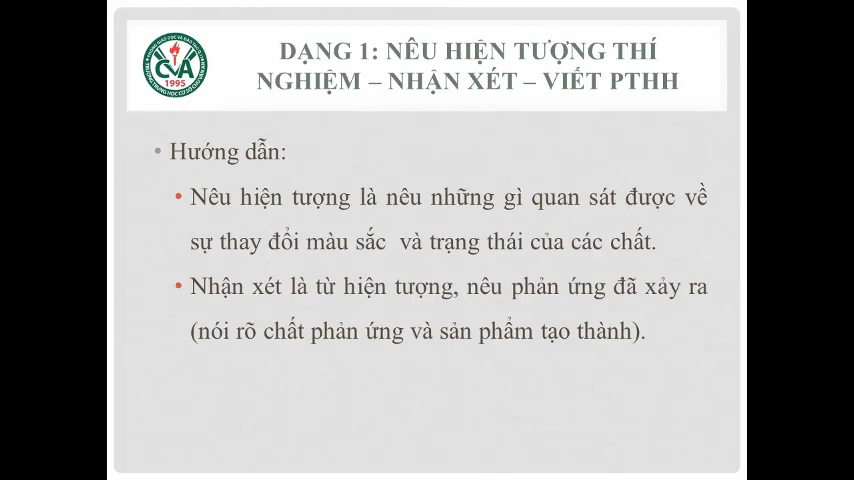 CVA
1995
DẠNG 1: NÊU HIỆN TƯỢNG THÍ
NGHIỆM – NHẬN XÉT – VIẾT PTHH
• Hướng dẫn:
• Nêu hiện tượng là nêu những gì quan sát được về
sự thay đổi màu sắc và trạng thái của các chất.
• Nhận xét là từ hiện tượng, nêu phản ứng đã xảy ra
(nói rõ chất phản ứng và sản phẩm tạo thành).